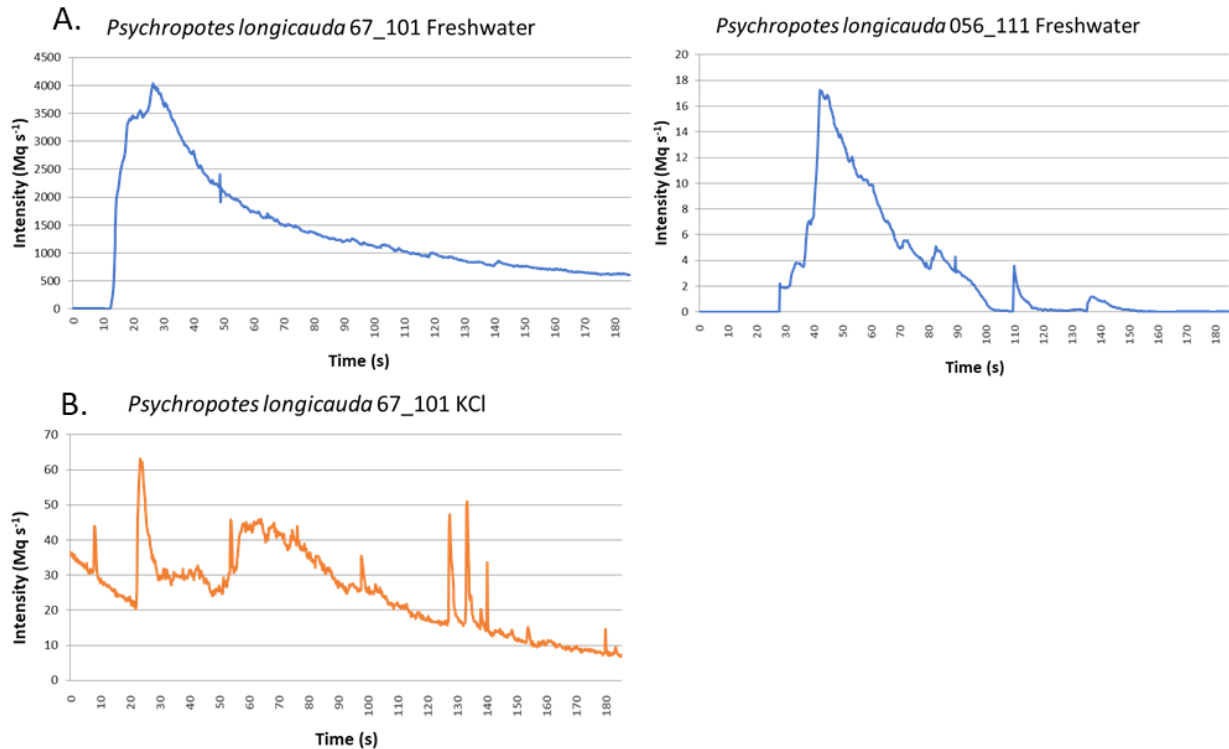 A.
Psychropotes longicauda 67_101 Freshwater
Intensity (Mq s⁻¹)
4500
4000
3500
3000
2500
2000
1500
1000
500
0
0 10 20 30 40 50 60 70 80 90 100 110 120 130 140 150 160 170 180
Time (s)
Psychropotes longicauda 056_111 Freshwater
Intensity (Mq s⁻¹)
20
18
16
14
12
10
8
6
4
2
0
0 10 20 30 40 50 60 70 80 90 100 110 120 130 140 150 160 170 180
Time (s)
B.
Psychropotes longicauda 67_101 KCl
Intensity (Mq s⁻¹)
70
60
50
40
30
20
10
0
0 10 20 30 40 50 60 70 80 90 100 110 120 130 140 150 160 170 180
Time (s)